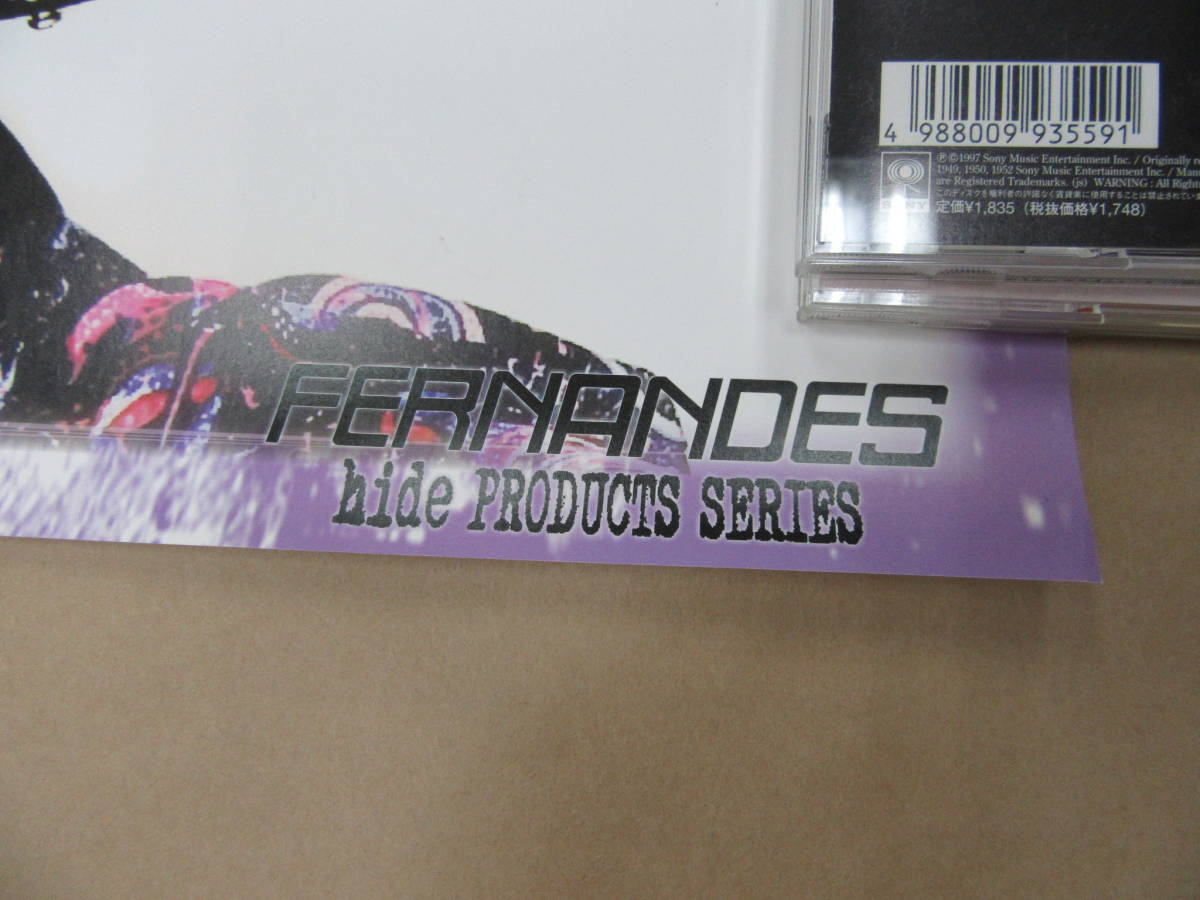 4 988009 935591
℗©1997 Sony Music Entertainment Inc. / Originally re
1949, 1950, 1952 Sony Music Entertainment Inc. / Manu
are Registered Trademarks. (js) WARNING : All Right
このディスクを権利者の許諾なく賃貸業に使用することは禁止されていま
SONY 定価¥1,835（税抜価格¥1,748）
FERNANDES
hide PRODUCTS SERIES